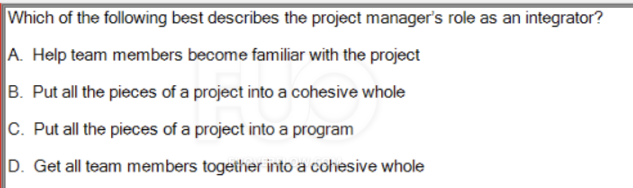 Which of the following best describes the project manager's role as an integrator?
A. Help team members become familiar with the project
B. Put all the pieces of a project into a cohesive whole
C. Put all the pieces of a project into a program
D. Get all team members together into a cohesive whole